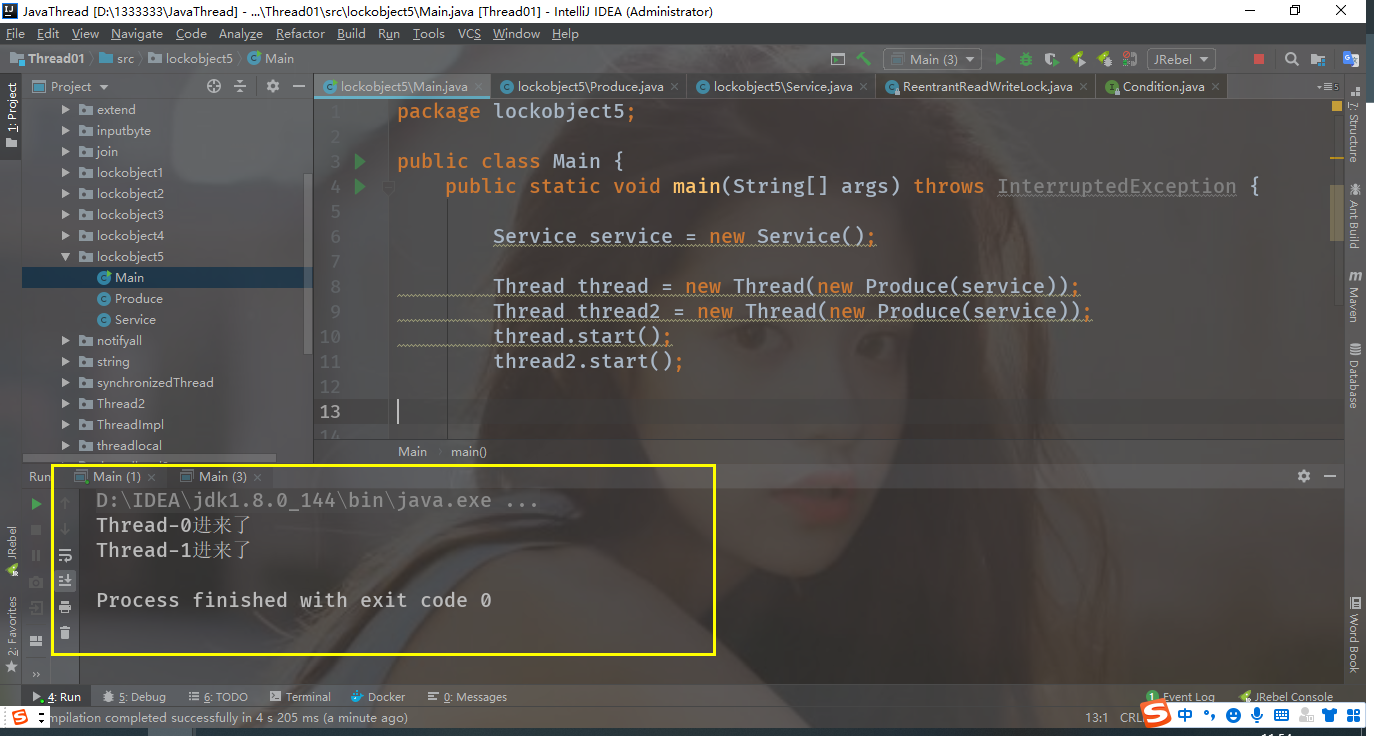 JavaThread [D:\1333333\JavaThread] - ...\Thread01\src\lockobject5\Main.java [Thread01] - IntelliJ IDEA (Administrator)
File Edit View Navigate Code Analyze Refactor Build Run Tools VCS Window Help
Thread01 src lockobject5 Main
Main (3)
JRebel
Project
lockobject5\Main.java
lockobject5\Produce.java
lockobject5\Service.java
ReentrantReadWriteLock.java
Condition.java
1: Project
extend
inputbyte
join
lockobject1
lockobject2
lockobject3
lockobject4
lockobject5
Main
Produce
Service
notifyall
string
synchronizedThread
Thread2
ThreadImpl
threadlocal
1 package lockobject5;
2
3 public class Main {
4 public static void main(String[] args) throws InterruptedException {
5
6 Service service = new Service();
7
8 Thread thread = new Thread(new Produce(service));
9 Thread thread2 = new Thread(new Produce(service));
10 thread.start();
11 thread2.start();
12
13
14
Main main()
7: Structure
Ant Build
Maven
Database
Word Book
Run
Main (1)
Main (3)
D:\IDEA\jdk1.8.0_144\bin\java.exe ...
Thread-0进来了
Thread-1进来了
Process finished with exit code 0
JRebel
2: Favorites
4: Run
5: Debug
6: TODO
Terminal
Docker
0: Messages
1 Event Log
JRebel Console
mpilation completed successfully in 4 s 205 ms (a minute ago)
13:1
CRL
中